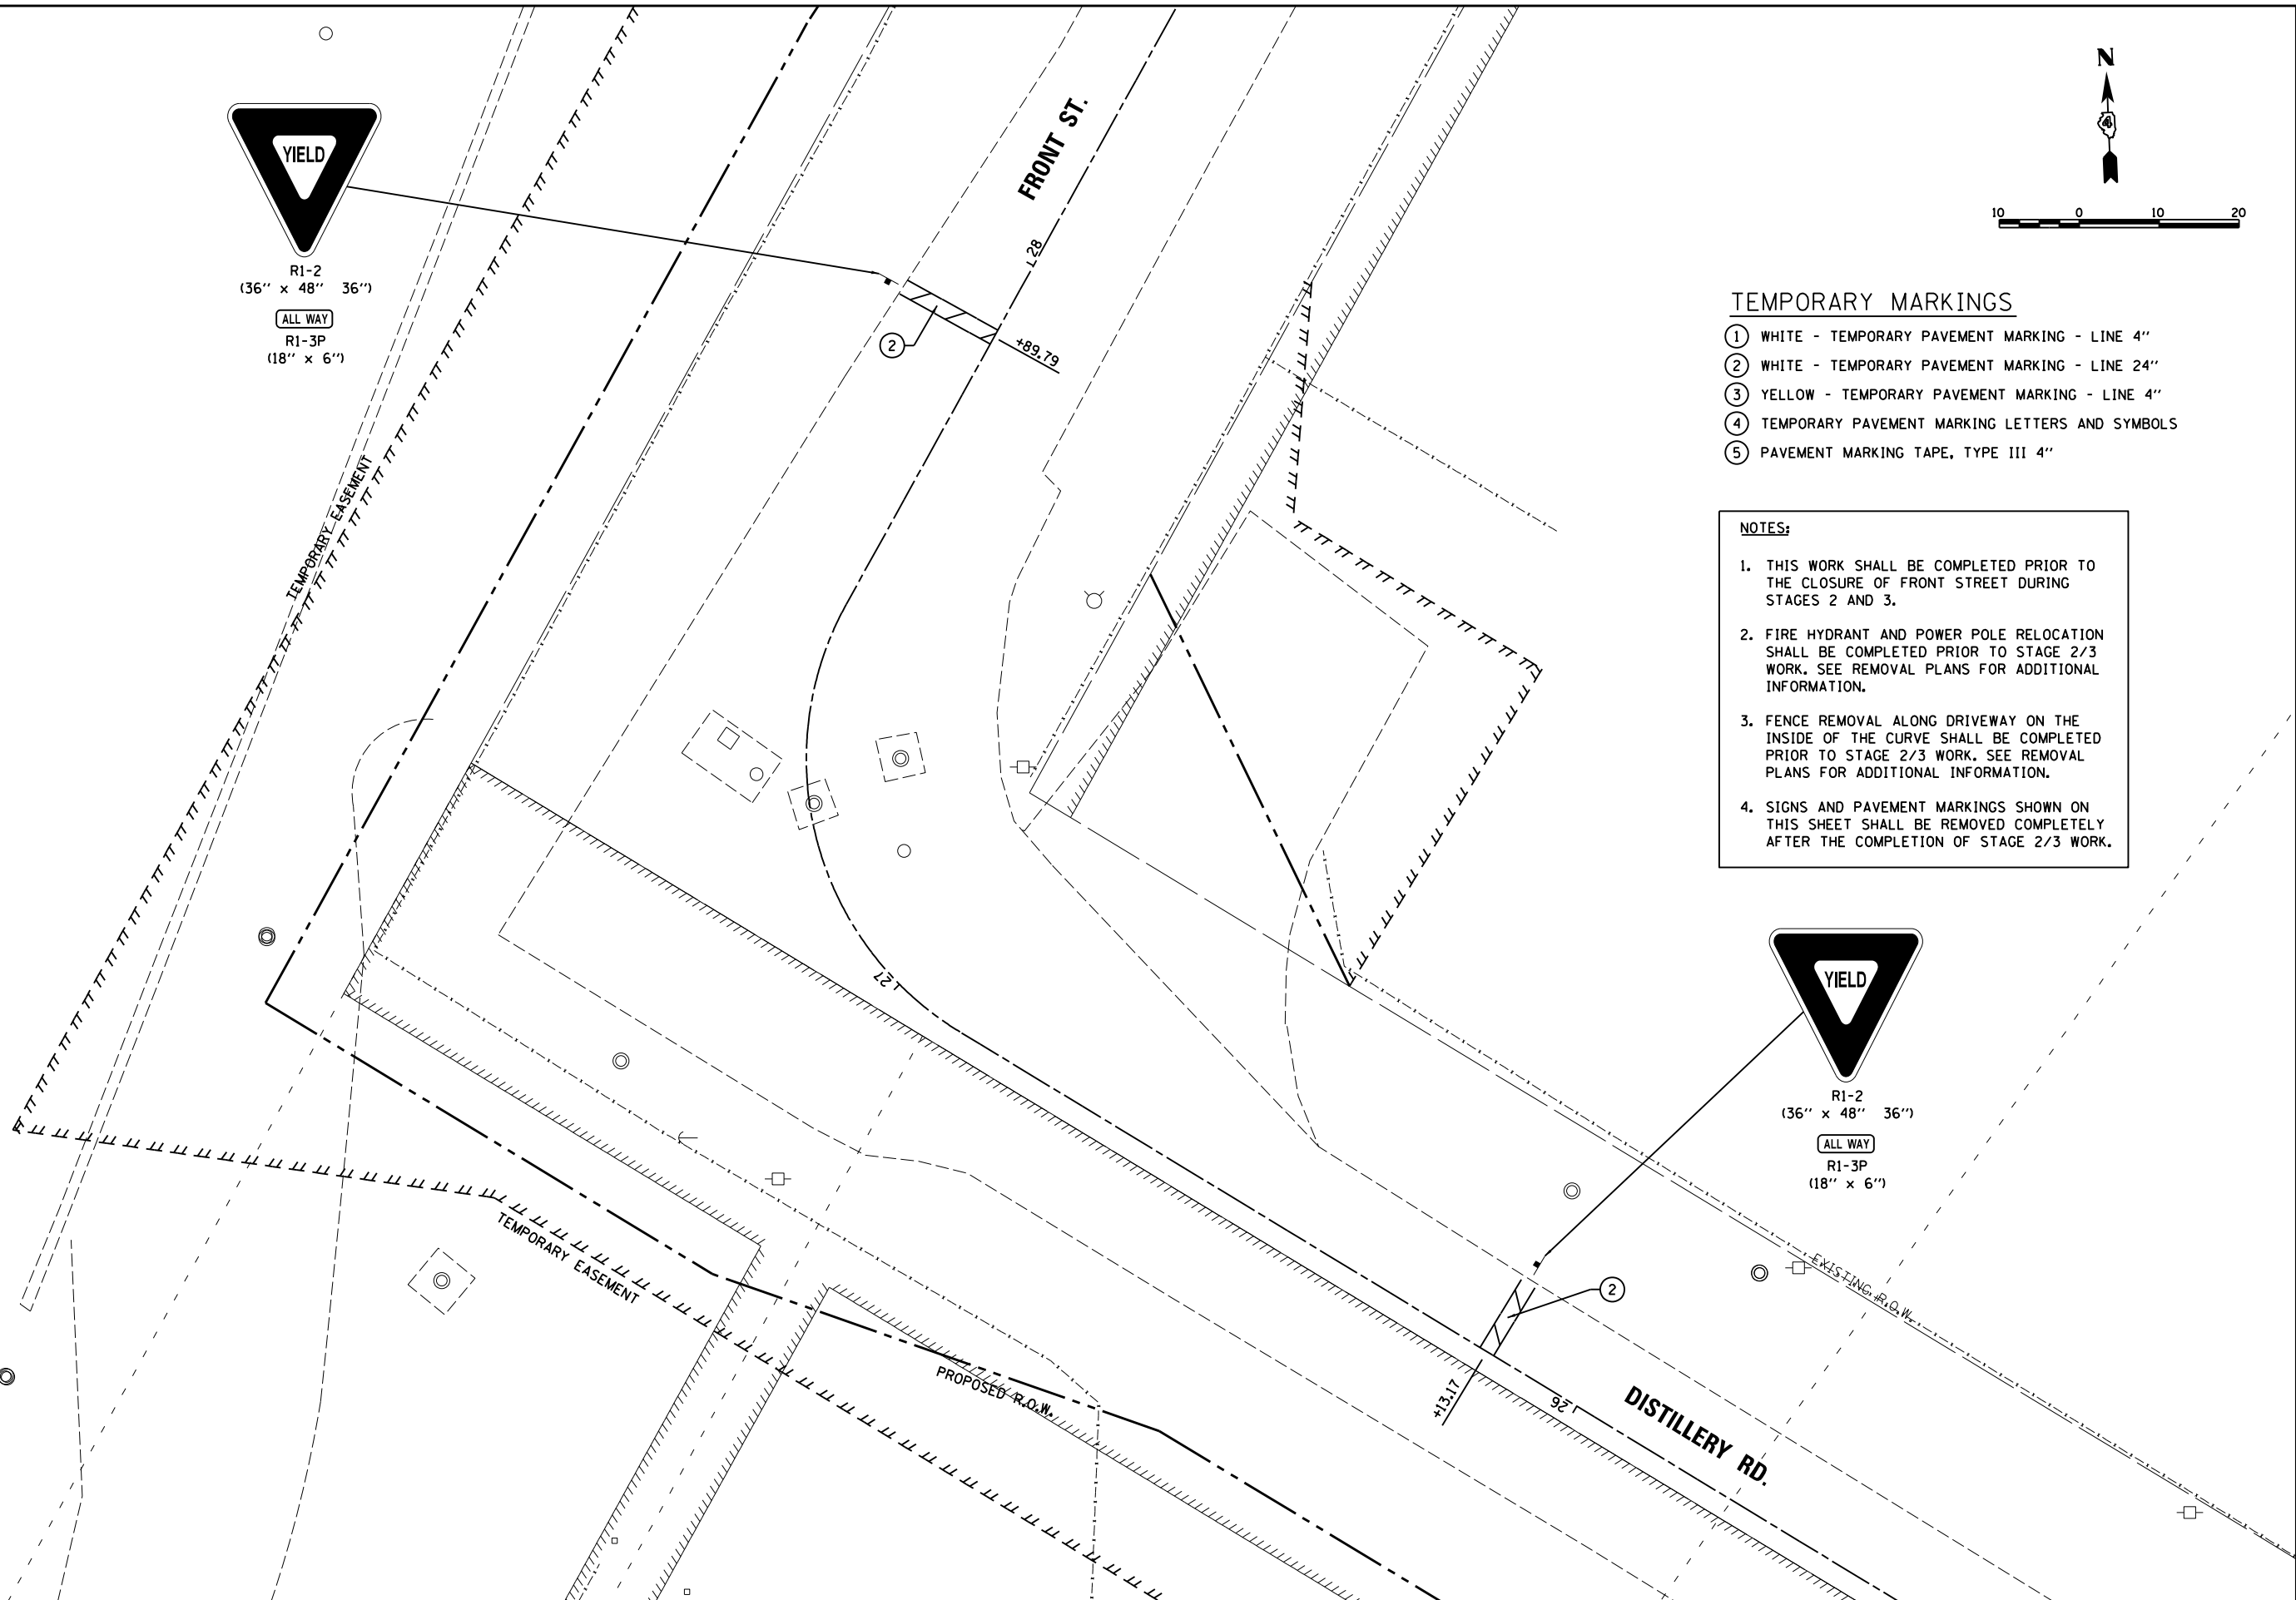 N
4
10 0 10 20
FRONT ST.
YIELD
R1-2
(36'' x 48'' 36'')
ALL WAY
R1-3P
(18'' x 6'')
28
+89.79
2
TEMPORARY EASEMENT
TEMPORARY MARKINGS
1 WHITE - TEMPORARY PAVEMENT MARKING - LINE 4''
2 WHITE - TEMPORARY PAVEMENT MARKING - LINE 24''
3 YELLOW - TEMPORARY PAVEMENT MARKING - LINE 4''
4 TEMPORARY PAVEMENT MARKING LETTERS AND SYMBOLS
5 PAVEMENT MARKING TAPE, TYPE III 4''
NOTES:
1. THIS WORK SHALL BE COMPLETED PRIOR TO
THE CLOSURE OF FRONT STREET DURING
STAGES 2 AND 3.
2. FIRE HYDRANT AND POWER POLE RELOCATION
SHALL BE COMPLETED PRIOR TO STAGE 2/3
WORK. SEE REMOVAL PLANS FOR ADDITIONAL
INFORMATION.
3. FENCE REMOVAL ALONG DRIVEWAY ON THE
INSIDE OF THE CURVE SHALL BE COMPLETED
PRIOR TO STAGE 2/3 WORK. SEE REMOVAL
PLANS FOR ADDITIONAL INFORMATION.
4. SIGNS AND PAVEMENT MARKINGS SHOWN ON
THIS SHEET SHALL BE REMOVED COMPLETELY
AFTER THE COMPLETION OF STAGE 2/3 WORK.
27
YIELD
R1-2
(36'' x 48'' 36'')
ALL WAY
R1-3P
(18'' x 6'')
TEMPORARY EASEMENT
EXISTING R.O.W.
2
PROPOSED R.O.W.
+13.17
26
DISTILLERY RD.